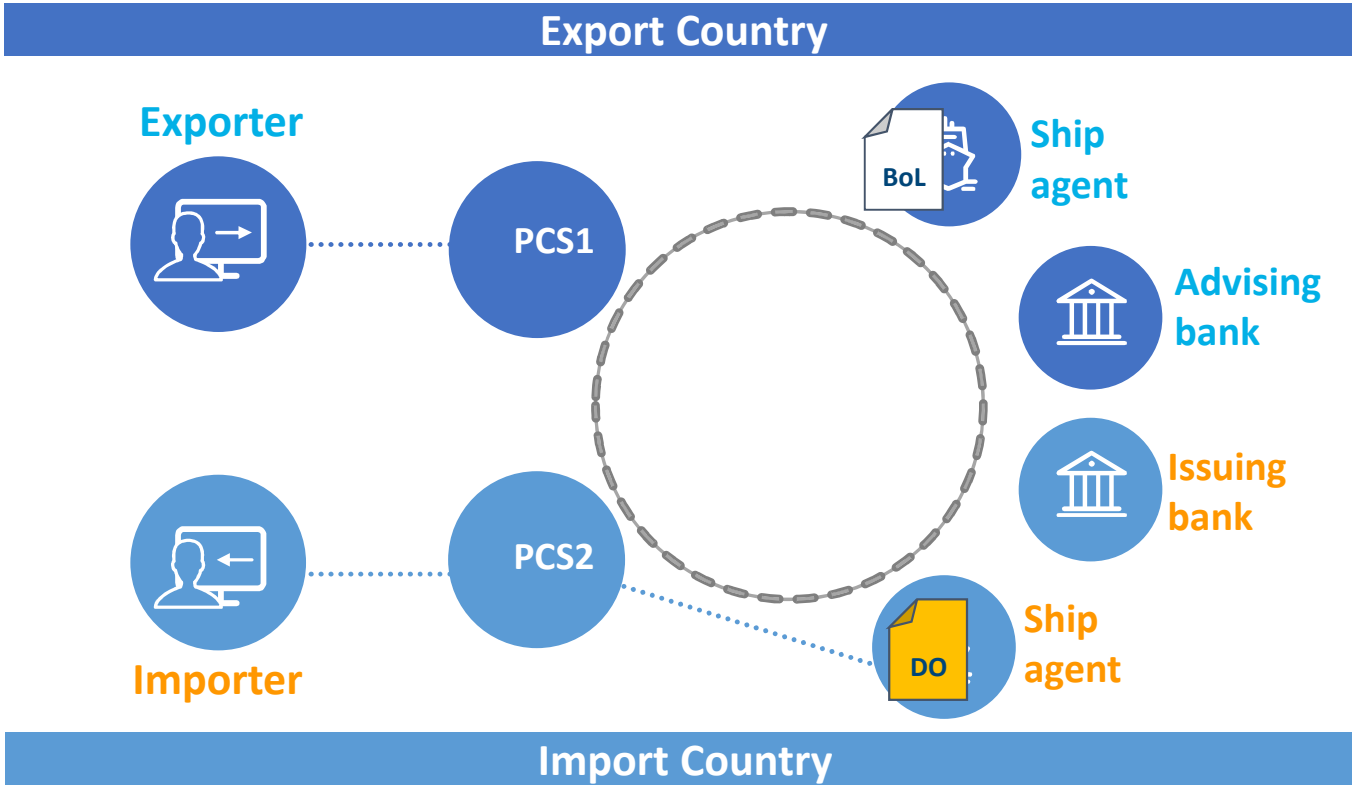 Export Country
Exporter
Ship
agent
BoL
PCS1
Advising
bank
Issuing
bank
PCS2
Ship
agent
DO
Importer
Import Country